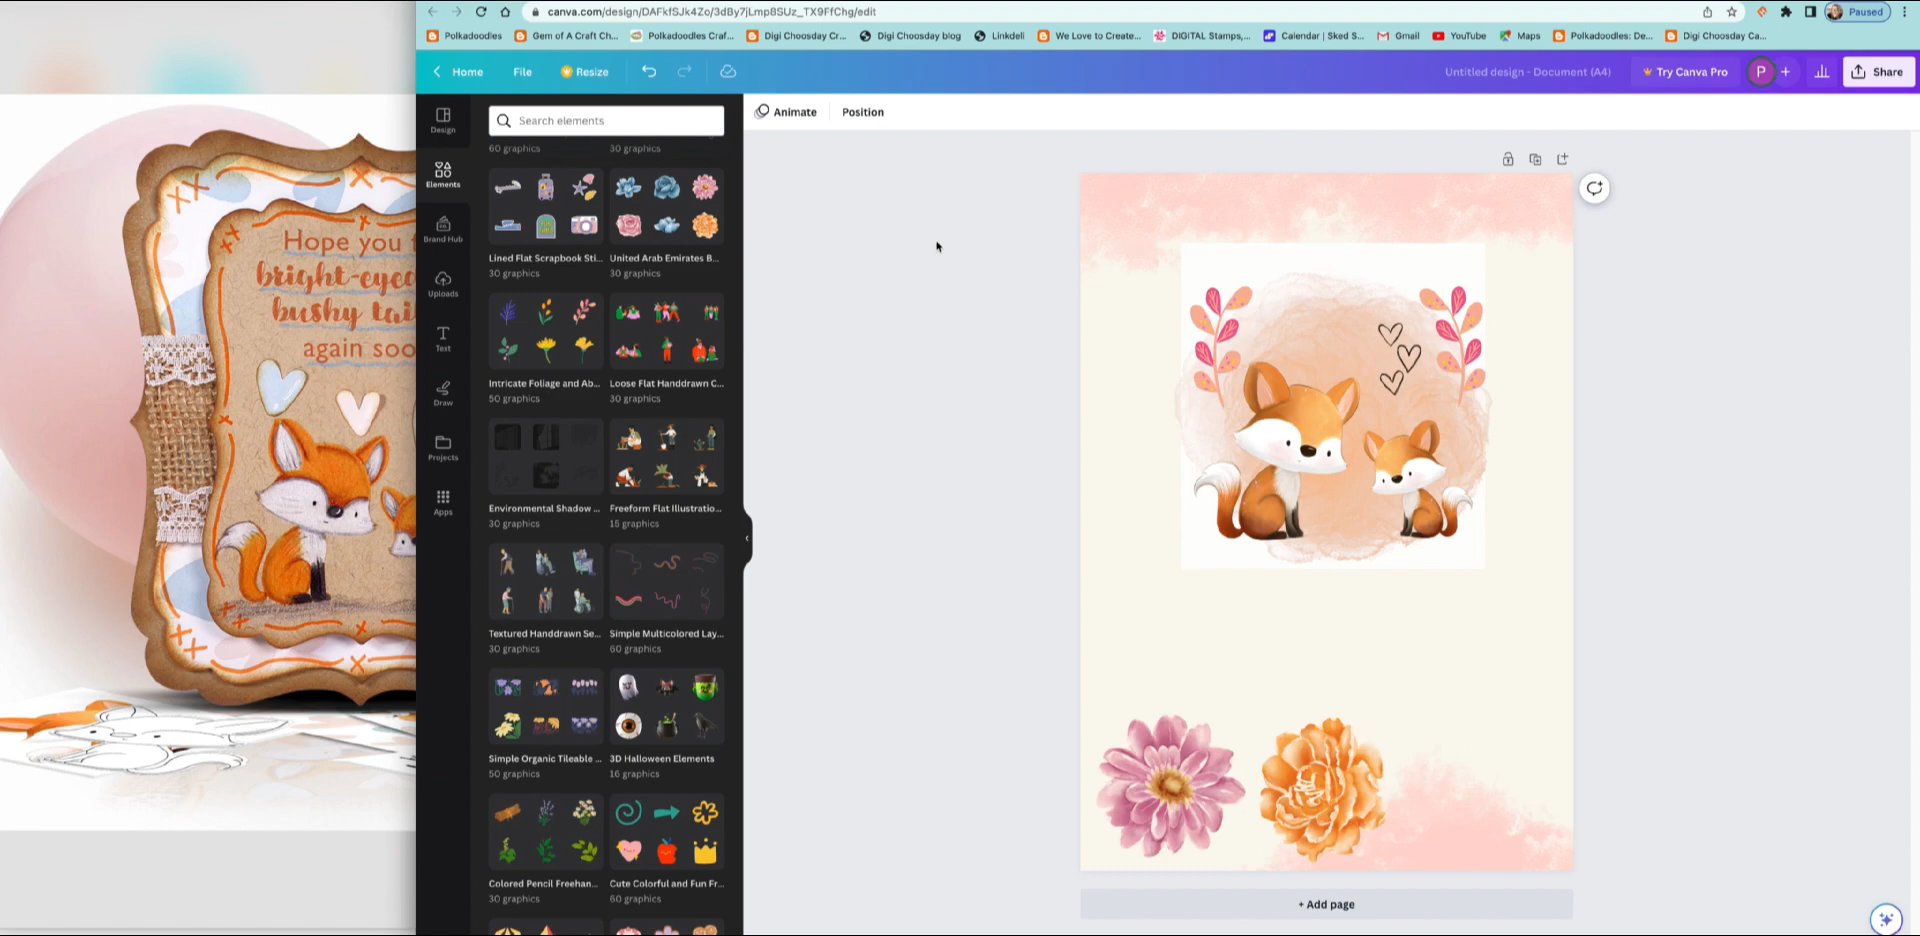 canva.com/design/DAFkfSJk4Zo/3dBy7jLmp8SUz_TX9FfChg/edit
Paused
Polkadoodles
Gem of A Craft Ch...
Polkadoodles Craf...
Digi Choosday Cr...
Digi Choosday blog
Linkdeli
We Love to Create...
DIGITAL Stamps,...
Calendar | Sked S...
Gmail
YouTube
Maps
Polkadoodles: De...
Digi Choosday Ca...
Home
File
Resize
Untitled design - Document (A4)
Try Canva Pro
P
+
Share
Design
Elements
Brand Hub
Uploads
Text
Draw
Projects
Apps
Search elements
Animate
Position
60 graphics
30 graphics
Lined Flat Scrapbook Sti...
United Arab Emirates B...
30 graphics
30 graphics
Intricate Foliage and Ab...
Loose Flat Handdrawn C...
50 graphics
30 graphics
Environmental Shadow ...
Freeform Flat Illustratio...
30 graphics
15 graphics
Textured Handdrawn Se...
Simple Multicolored Lay...
30 graphics
60 graphics
Simple Organic Tileable ...
3D Halloween Elements
50 graphics
16 graphics
Colored Pencil Freehan...
Cute Colorful and Fun Fr...
30 graphics
60 graphics
+ Add page
Hope you
bright-eyed
bushy tai
again soo